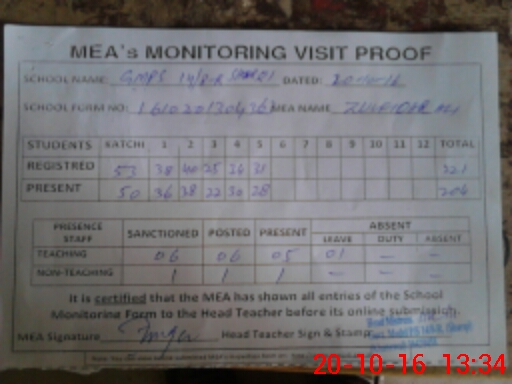 MEA's MONITORING VISIT PROOF
SCHOOL NAME: GMPS 14/8-R DATED: 20-10-16
SCHOOL FORM NO: MEA NAME
STUDENTS KATCHI 1 2 3 4 5 6 7 8 9 10 11 12 TOTAL
REGISTRED 53 38 40 25 34 31 221
PRESENT 50 36 38 22 30 28 204
PRESENCE STAFF SANCTIONED POSTED PRESENT ABSENT
LEAVE DUTY ABSENT
TEACHING 06 06 05 01 - -
NON-TEACHING 1 1 1 - - -
It is certified that the MEA has shown all entries of the School
Monitoring Form to the Head Teacher before its online submission.
MEA Signature Head Teacher Sign & Stamp
20-10-16 13:34